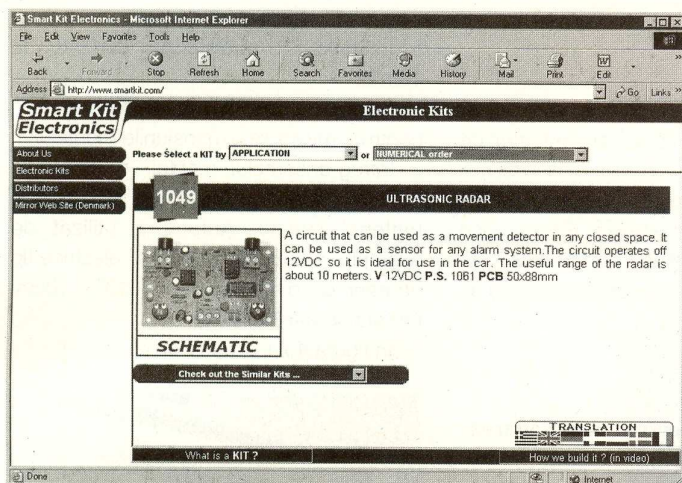 Smart Kit Electronics - Microsoft Internet Explorer
File Edit View Favorites Tools Help
Back Forward Stop Refresh Home Search Favorites Media History Mail Print Edit »
Address http://www.smartkit.com/ Go Links »
Smart Kit
Electronics
Electronic Kits
About Us
Electronic Kits
Distributors
Mirror Web Site (Denmark)
Please Select a KIT by APPLICATION or NUMERICAL order
1049
ULTRASONIC RADAR
A circuit that can be used as a movement detector in any closed space. It
can be used as a sensor for any alarm system.The circuit operates off
12VDC so it is ideal for use in the car. The useful range of the radar is
about 10 meters. V 12VDC P.S. 1061 PCB 50x88mm
SCHEMATIC
Check out the Similar Kits ...
TRANSLATION
What is a KIT ?
How we build it ? (in video)
Done
Internet